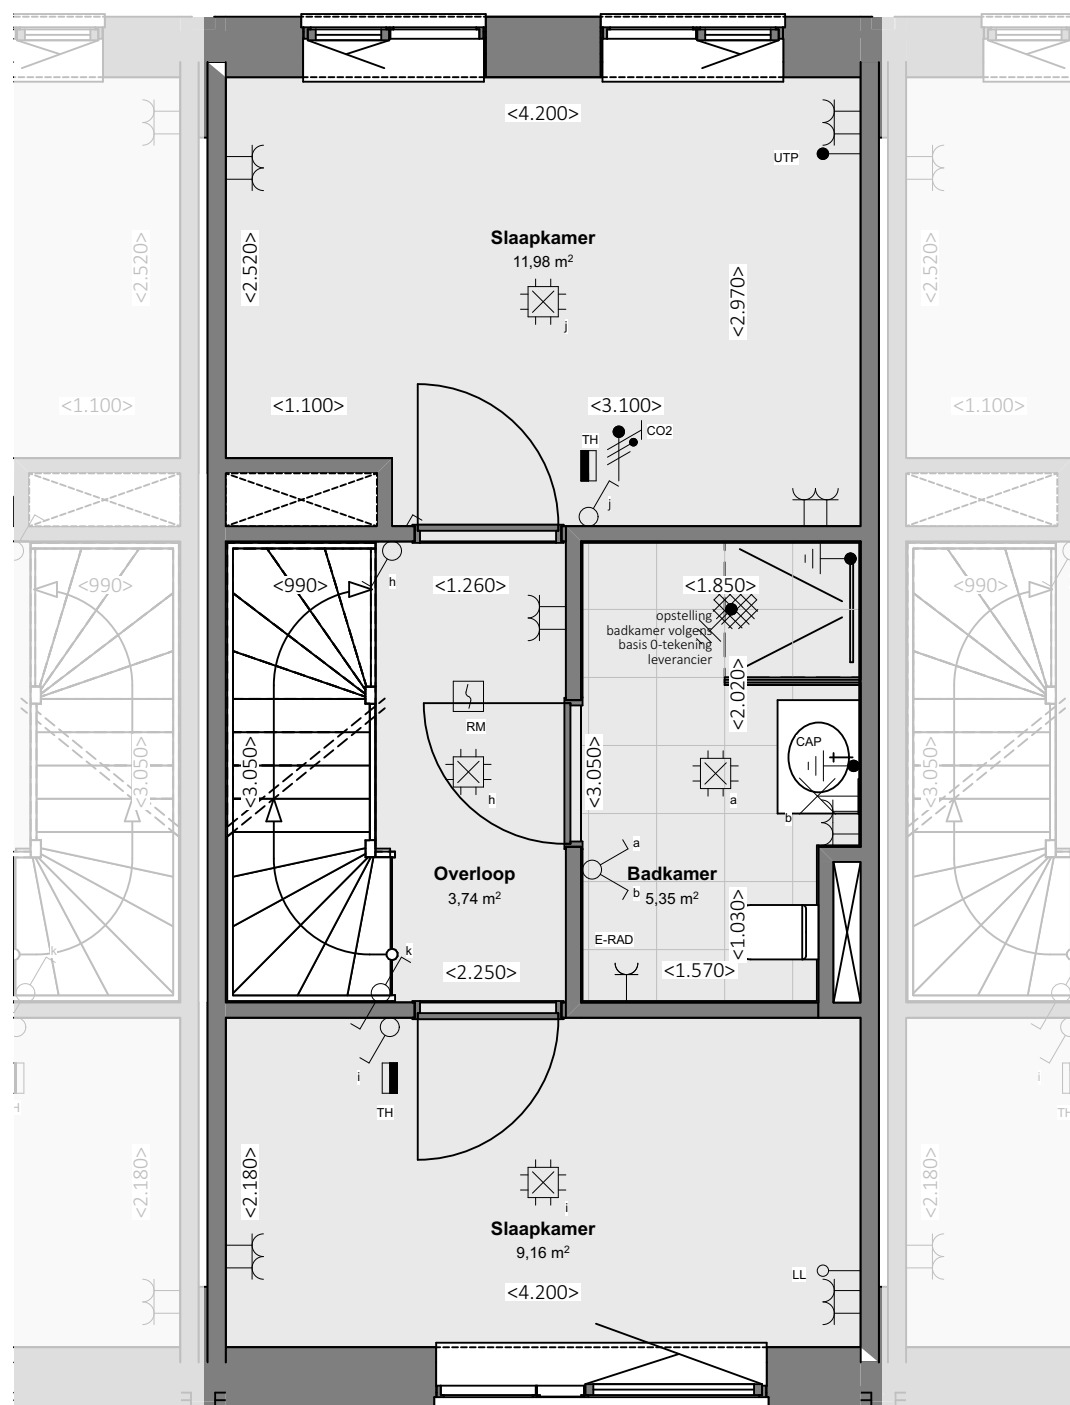 <4.200>
UTP
<2.520>
<2.520>
<2.520>
Slaapkamer
11,98 m²
<2.970>
j
<1.100>
<1.100>
<3.100>
<1.100>
TH
CO2
j
<990>
<990>
h
<1.260>
<1.850>
<990>
opstelling
badkamer volgens
basis 0-tekening
leverancier
<2.020>
RM
CAP
<3.050>
<3.050>
h
<3.050>
a
b
<3.050>
a
Overloop
3,74 m²
b
Badkamer
5,35 m²
<1.030>
E-RAD
k
k
<2.250>
<1.570>
i
i
TH
TH
<2.180>
<2.180>
<2.180>
i
Slaapkamer
9,16 m²
LL
<4.200>